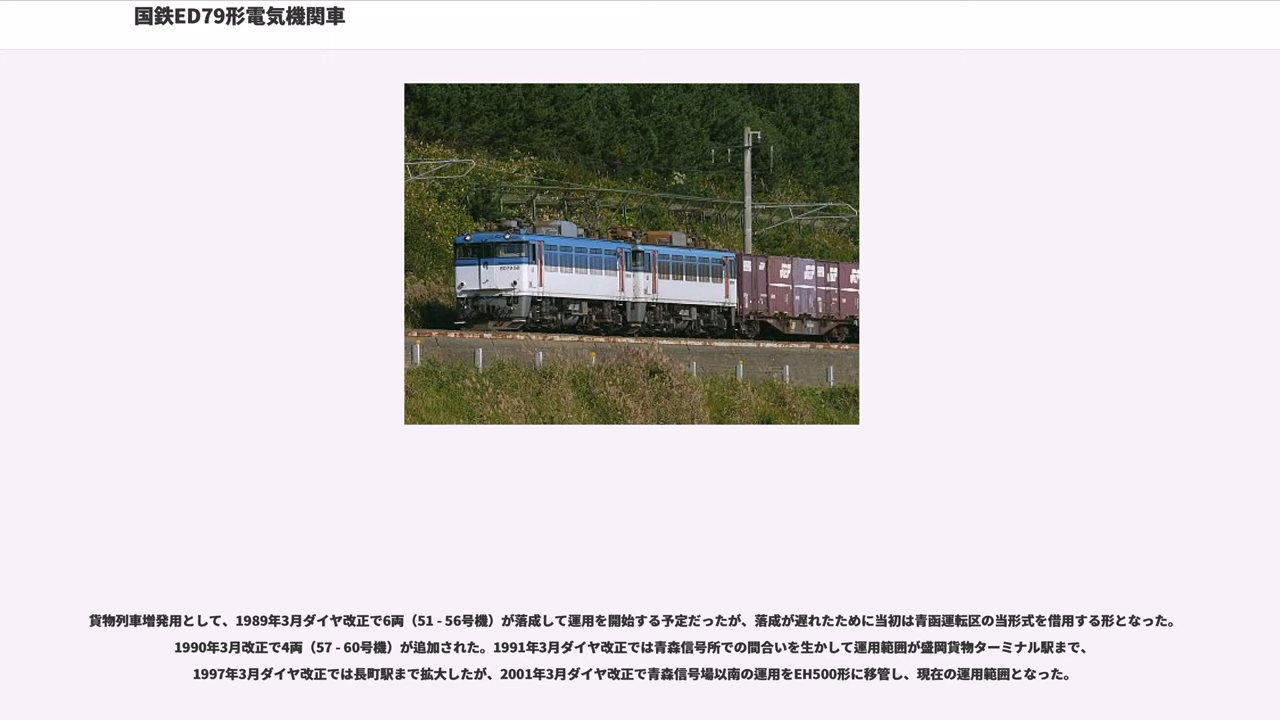 国鉄ED79形電気機関車
貨物列車増発用として、1989年3月ダイヤ改正で6両（51 - 56号機）が落成して運用を開始する予定だったが、落成が遅れたために当初は青函運転区の当形式を借用する形となった。
1990年3月改正で4両（57 - 60号機）が追加された。1991年3月ダイヤ改正では青森信号所での間合いを生かして運用範囲が盛岡貨物ターミナル駅まで、
1997年3月ダイヤ改正では長町駅まで拡大したが、2001年3月ダイヤ改正で青森信号場以南の運用をEH500形に移管し、現在の運用範囲となった。